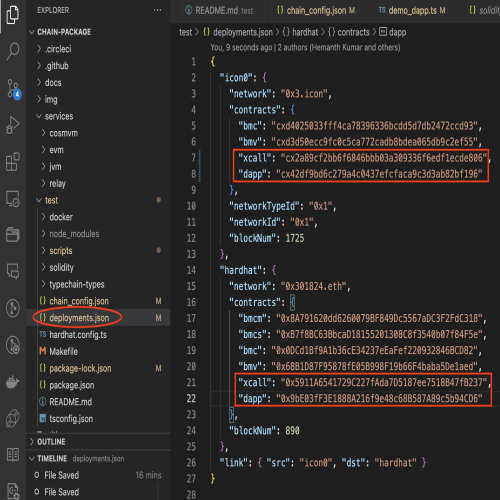 EXPLORER
CHAIN-PACKAGE
.circleci
.github
docs
img
services
cosmvm
evm
jvm
relay
test
docker
node_modules
scripts
solidity
typechain-types
chain_config.json M
deployments.json M
hardhat.config.ts
Makefile
package-lock.json M
package.json
README.md
tsconfig.json
OUTLINE
TIMELINE deployments.json
File Saved 16 mins
File Saved
4
README.md test
chain_config.json M
demo_dapp.ts M
test > deployments.json > hardhat > contracts > dapp
You, 9 seconds ago | 2 authors (Hemanth Kumar and others)
1 {
2 "icon0": {
3 "network": "0x3.icon",
4 "contracts": {
5 "bmc": "cxd4025033fff4ca78396336bcdd5d7db2472ccd93",
6 "bmv": "cxd3d50ecc9fc0c5ca772cadb8bdea065db9c2ef55",
7 "xcall": "cx2a89cf2bb6f6846bbb03a309336f6edf1ecde806",
8 "dapp": "cx42df9bd6c279a4c0437efcfaca9c3d3ab82bf196"
9 },
10 "networkTypeId": "0x1",
11 "networkId": "0x1",
12 "blockNum": 1725
13 },
14 "hardhat": {
15 "network": "0x301824.eth",
16 "contracts": {
17 "bmcm": "0x8A791620dd6260079BF849Dc5567aDC3F2FdC318",
18 "bmcs": "0xB7f8BC63BbcaD18155201308C8f3540b07f84F5e",
19 "bmc": "0x0DCd1Bf9A1b36cE34237eEaFef220932846BCD82",
20 "bmv": "0x68B1D87F95878fE05B998F19b66F4baba5De1aed",
21 "xcall": "0x5911A6541729C227fAda7D5187ee7518B47fB237",
22 "dapp": "0x9bE03fF3E1888A216f9e48c68B587A89c5b94CD6"
23 },
24 "blockNum": 890
25 },
26 "link": { "src": "icon0", "dst": "hardhat" }
27 }